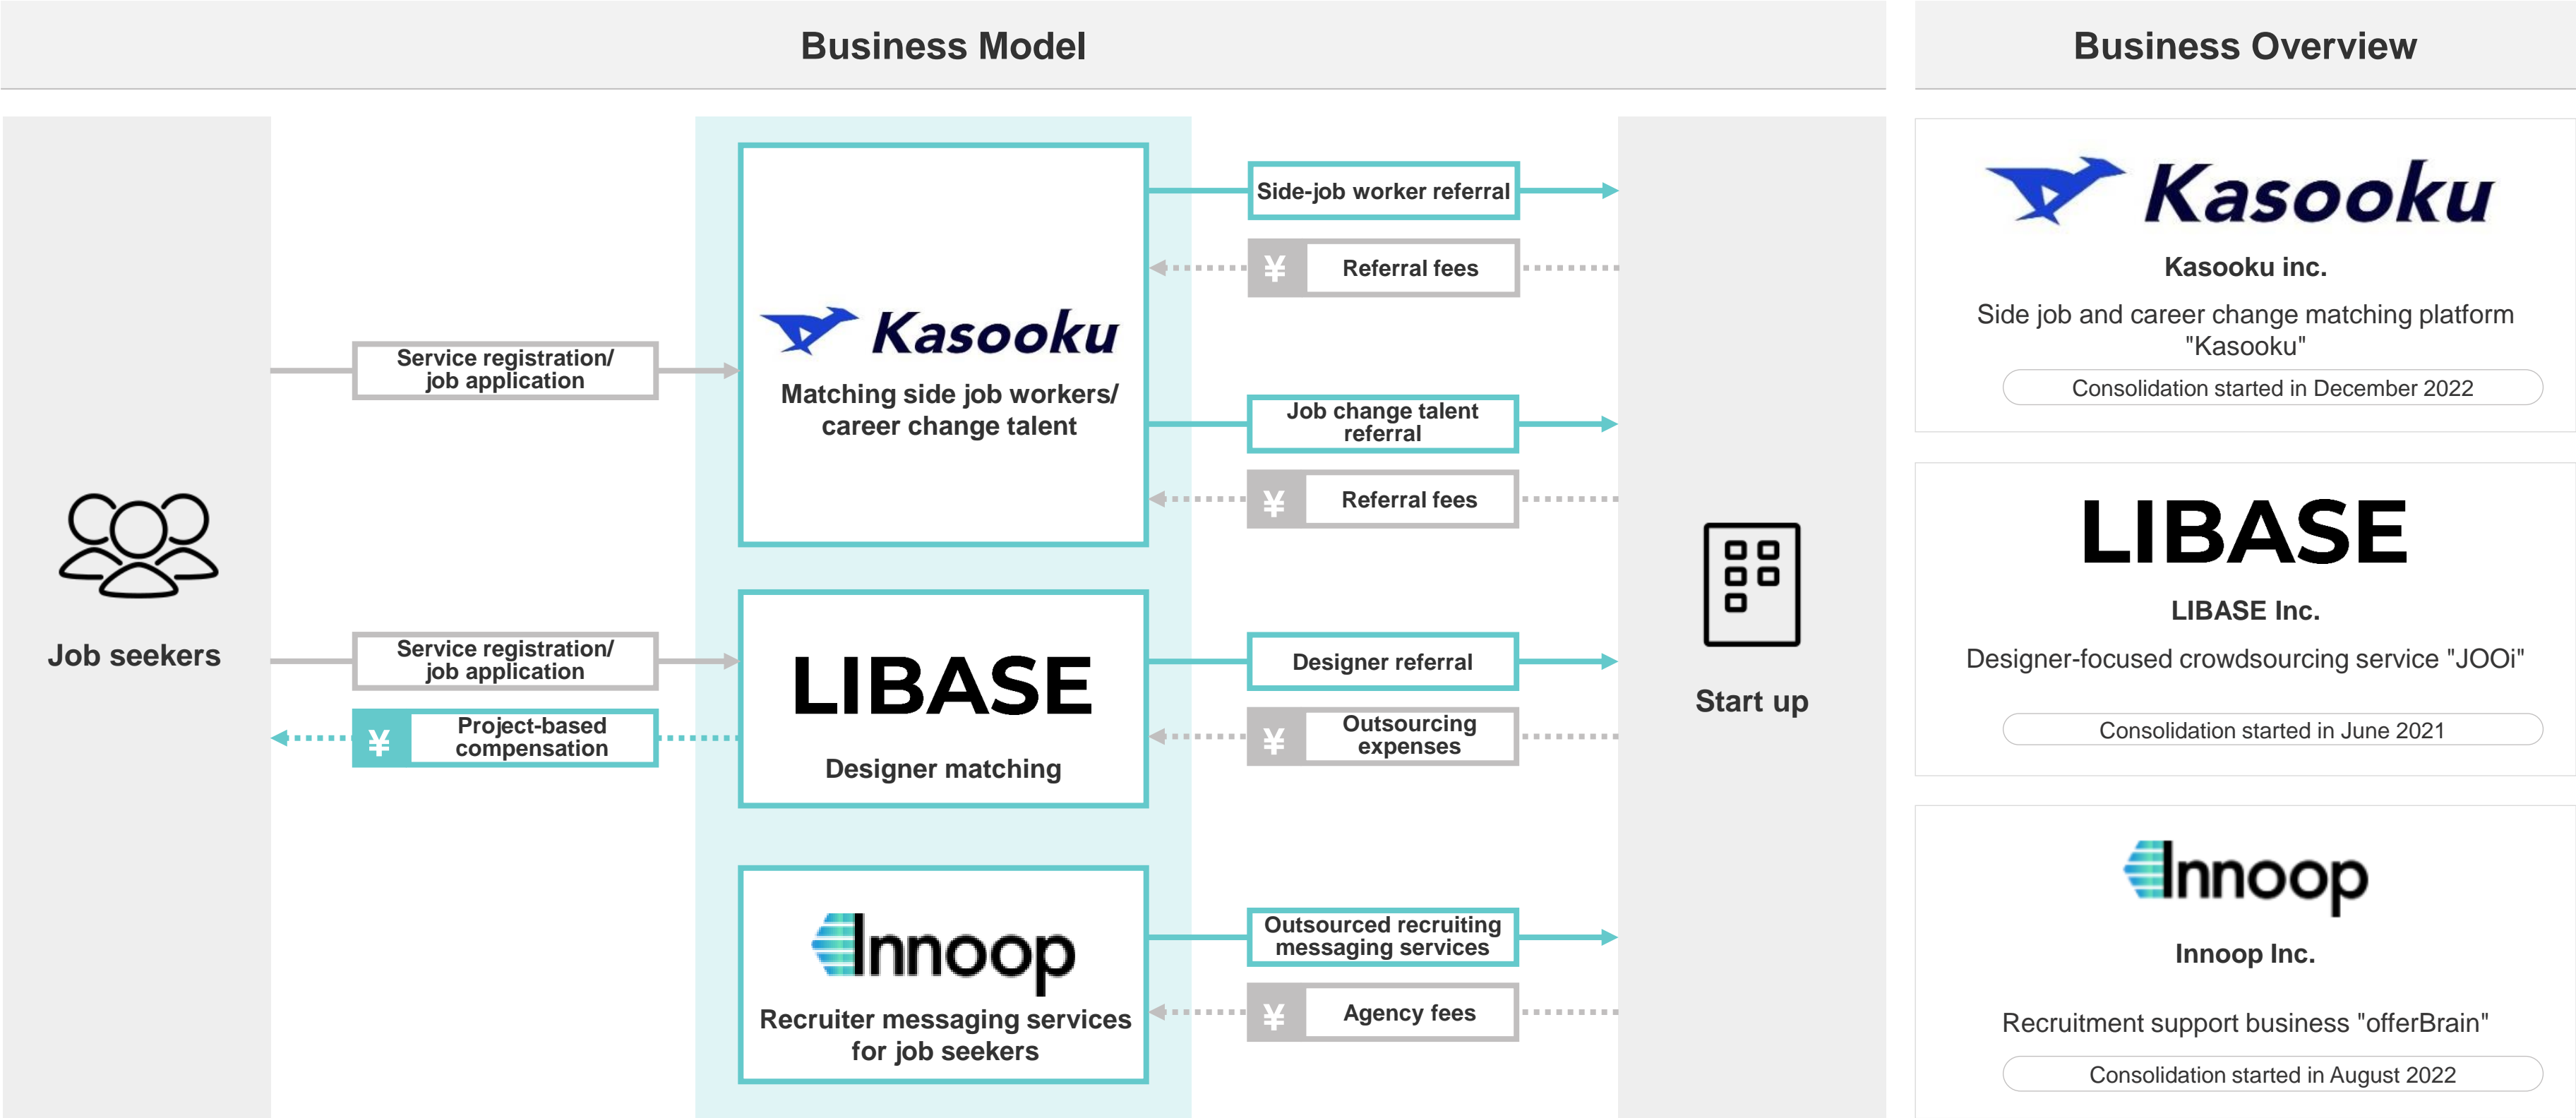 Business Model
Business Overview
Job seekers
Service registration/
job application
Service registration/
job application
¥
Project-based
compensation
Kasooku
Matching side job workers/
career change talent
LIBASE
Designer matching
Innoop
Recruiter messaging services
for job seekers
Side-job worker referral
¥
Referral fees
Job change talent
referral
¥
Referral fees
Designer referral
¥
Outsourcing
expenses
Outsourced recruiting
messaging services
¥
Agency fees
Start up
Kasooku
Kasooku inc.
Side job and career change matching platform
"Kasooku"
Consolidation started in December 2022
LIBASE
LIBASE Inc.
Designer-focused crowdsourcing service "JOOi"
Consolidation started in June 2021
Innoop
Innoop Inc.
Recruitment support business "offerBrain"
Consolidation started in August 2022